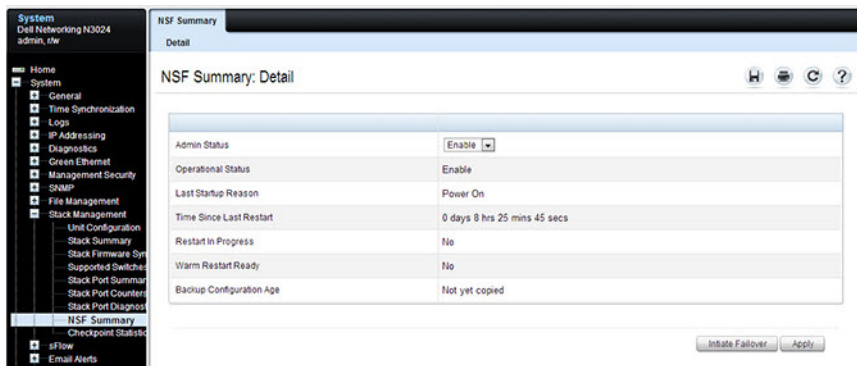 System
Dell Networking N3024
admin, r/w
Home
System
General
Time Synchronization
Logs
IP Addressing
Diagnostics
Green Ethernet
Management Security
SNMP
File Management
Stack Management
Unit Configuration
Stack Summary
Stack Firmware Syn
Supported Switches
Stack Port Summar
Stack Port Counters
Stack Port Diagnost
NSF Summary
Checkpoint Statistic
sFlow
Email Alerts
NSF Summary
Detail
NSF Summary: Detail
?
Admin Status Enable
Operational Status Enable
Last Startup Reason Power On
Time Since Last Restart 0 days 8 hrs 25 mins 45 secs
Restart In Progress No
Warm Restart Ready No
Backup Configuration Age Not yet copied
Initiate Failover Apply